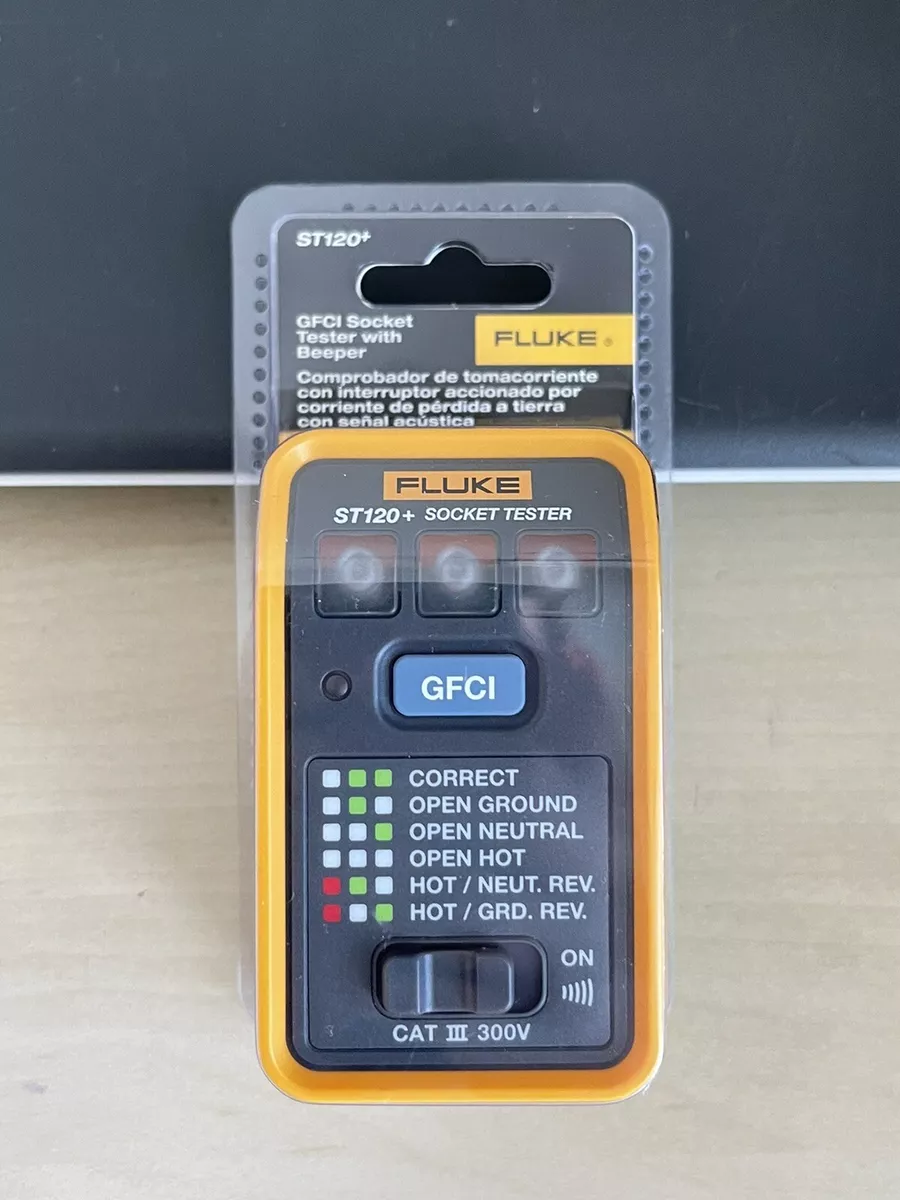 ST120+
GFCI Socket
Tester with
Beeper
FLUKE ®
Comprobador de tomacorriente
con interruptor accionado por
corriente de pérdida a tierra
con señal acústica
FLUKE
ST120+ SOCKET TESTER
GFCI
CORRECT
OPEN GROUND
OPEN NEUTRAL
OPEN HOT
HOT / NEUT. REV.
HOT / GRD. REV.
ON
CAT III 300V